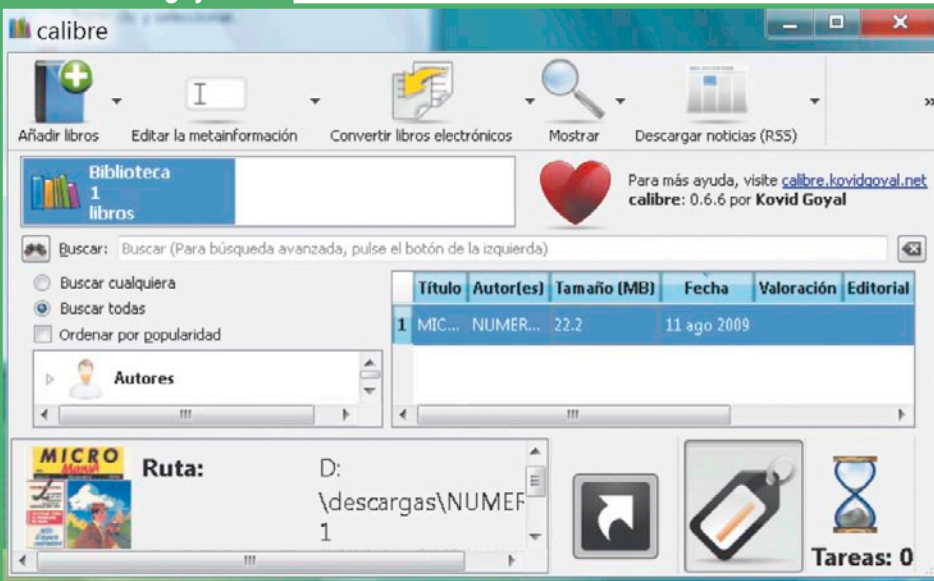 calibre
Añadir libros
Editar la metainformación
Convertir libros electrónicos
Mostrar
Descargar noticias (RSS)
»
Biblioteca
1
libros
Para más ayuda, visite calibre.kovidgoyal.net
calibre: 0.6.6 por Kovid Goyal
Buscar: Buscar (Para búsqueda avanzada, pulse el botón de la izquierda)
Buscar cualquiera
Buscar todas
Ordenar por popularidad
Título Autor(es) Tamaño (MB) Fecha Valoración Editorial
1 MIC... NUMER... 22.2 11 ago 2009
Autores
MICRO
Manía
Ruta:
D:
\descargas\NUMER
1
Tareas: 0